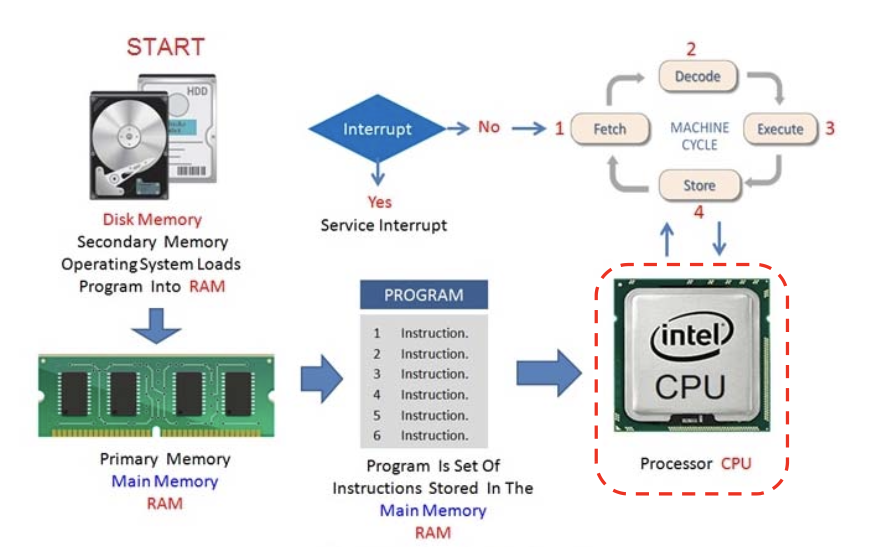 START
HDD
Disk Memory
Secondary Memory
Operating System Loads
Program Into RAM
Primary Memory
Main Memory
RAM
PROGRAM
1 Instruction.
2 Instruction.
3 Instruction.
4 Instruction.
5 Instruction.
6 Instruction.
Program Is Set Of
Instructions Stored In The
Main Memory
RAM
Interrupt
No
Yes
Service Interrupt
1 Fetch
2
Decode
Execute 3
Store
4
MACHINE
CYCLE
intel
CPU
Processor CPU